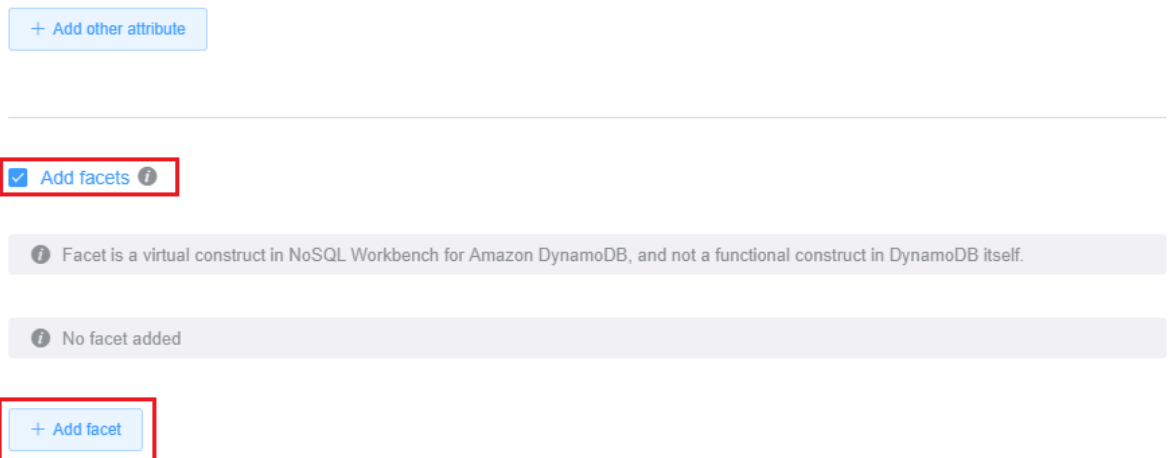 + Add other attribute
Add facets
Facet is a virtual construct in NoSQL Workbench for Amazon DynamoDB, and not a functional construct in DynamoDB itself.
No facet added
+ Add facet